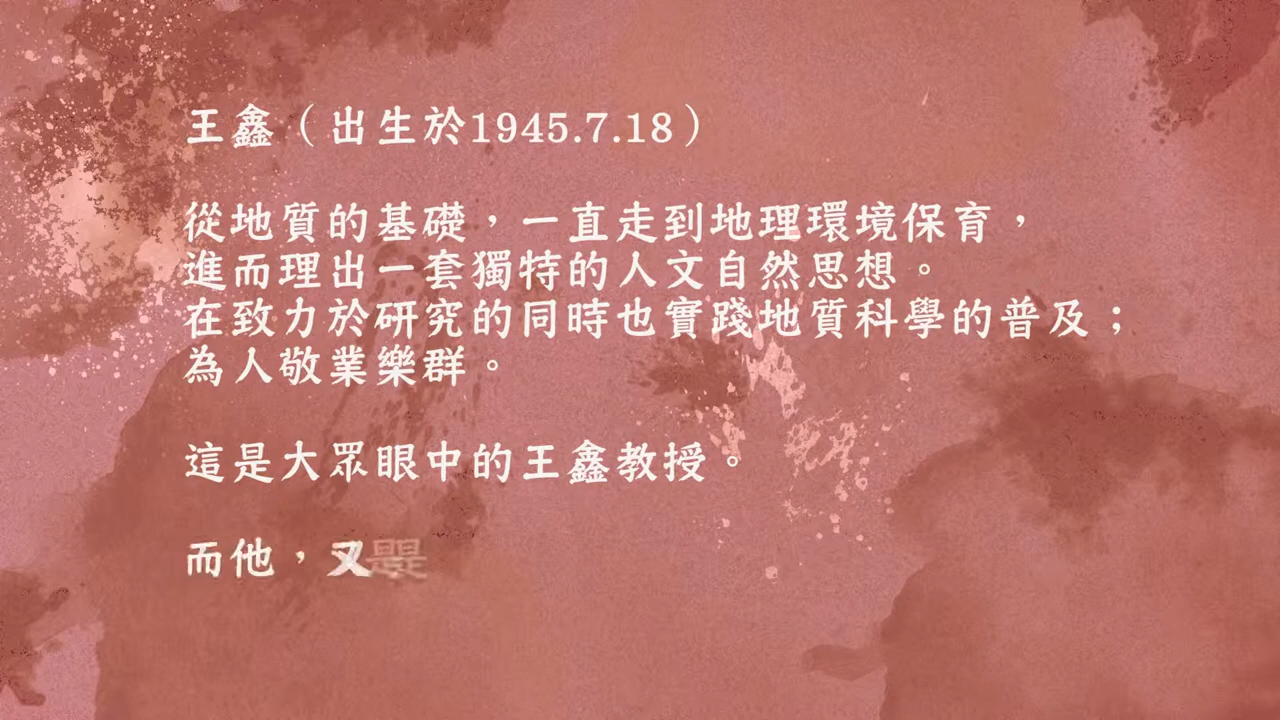 王鑫（出生於1945.7.18）
從地質的基礎，一直走到地理環境保育，
進而理出一套獨特的人文自然思想。
在致力於研究的同時也實踐地質科學的普及；
為人敬業樂群。
這是大眾眼中的王鑫教授。
而他，又